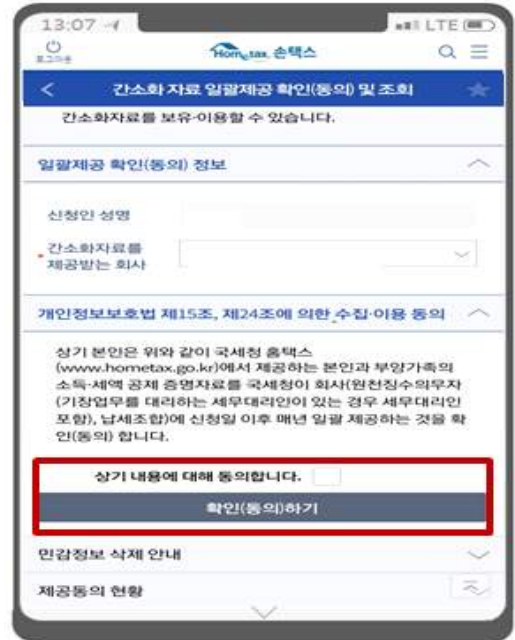 13:07
LTE
로그아웃
Hometax. 손택스
간소화 자료 일괄제공 확인(동의) 및 조회
간소화자료를 보유·이용할 수 있습니다.
일괄제공 확인(동의) 정보
신청인 성명
간소화자료를
제공받는 회사
개인정보보호법 제15조, 제24조에 의한 수집·이용 동의
상기 본인은 위와 같이 국세청 홈택스
(www.hometax.go.kr)에서 제공하는 본인과 부양가족의
소득·세액 공제 증명자료를 국세청이 회사(원천징수의무자
(기장업무를 대리하는 세무대리인이 있는 경우 세무대리인
포함), 납세조합)에 신청일 이후 매년 일괄 제공하는 것을 확
인(동의) 합니다.
상기 내용에 대해 동의합니다.
확인(동의)하기
민감정보 삭제 안내
제공동의 현황